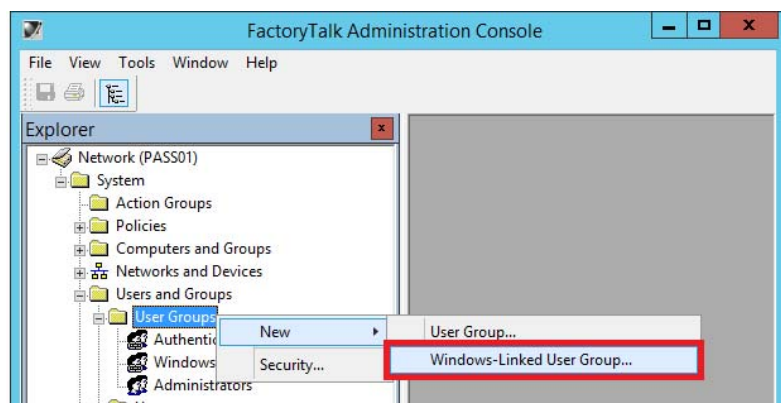 FactoryTalk Administration Console
File View Tools Window Help
Explorer
Network (PASS01)
System
Action Groups
Policies
Computers and Groups
Networks and Devices
Users and Groups
User Groups
New
User Group...
Windows-Linked User Group...
Security...
Windows
Administrators